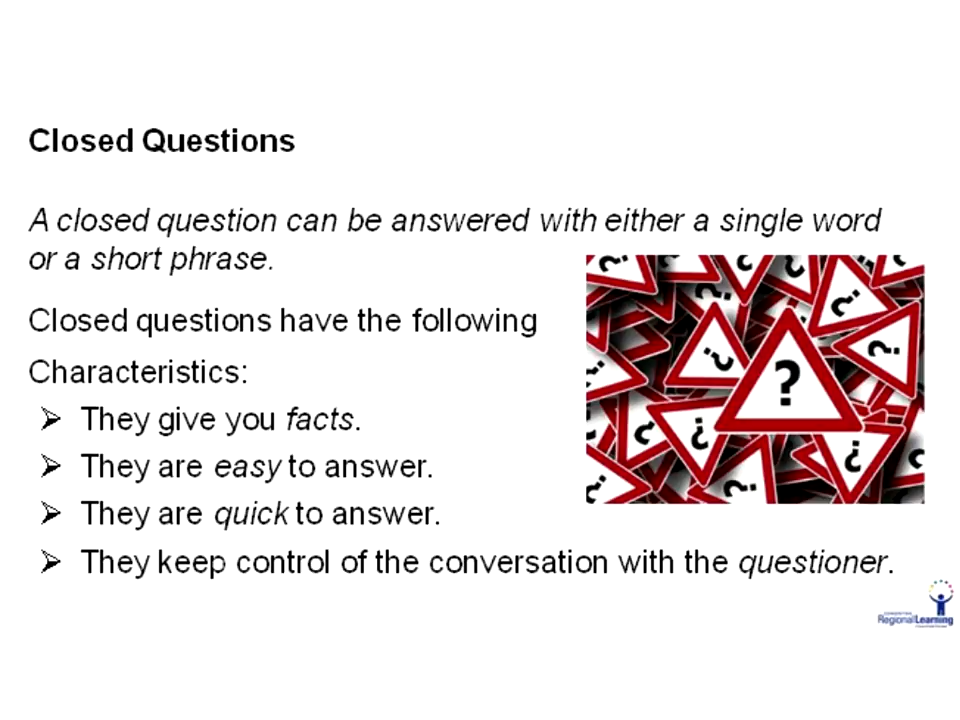 Closed Questions
A closed question can be answered with either a single word
or a short phrase.
Closed questions have the following
Characteristics:
➢ They give you facts.
➢ They are easy to answer.
➢ They are quick to answer.
➢ They keep control of the conversation with the questioner.
RegionalLearning